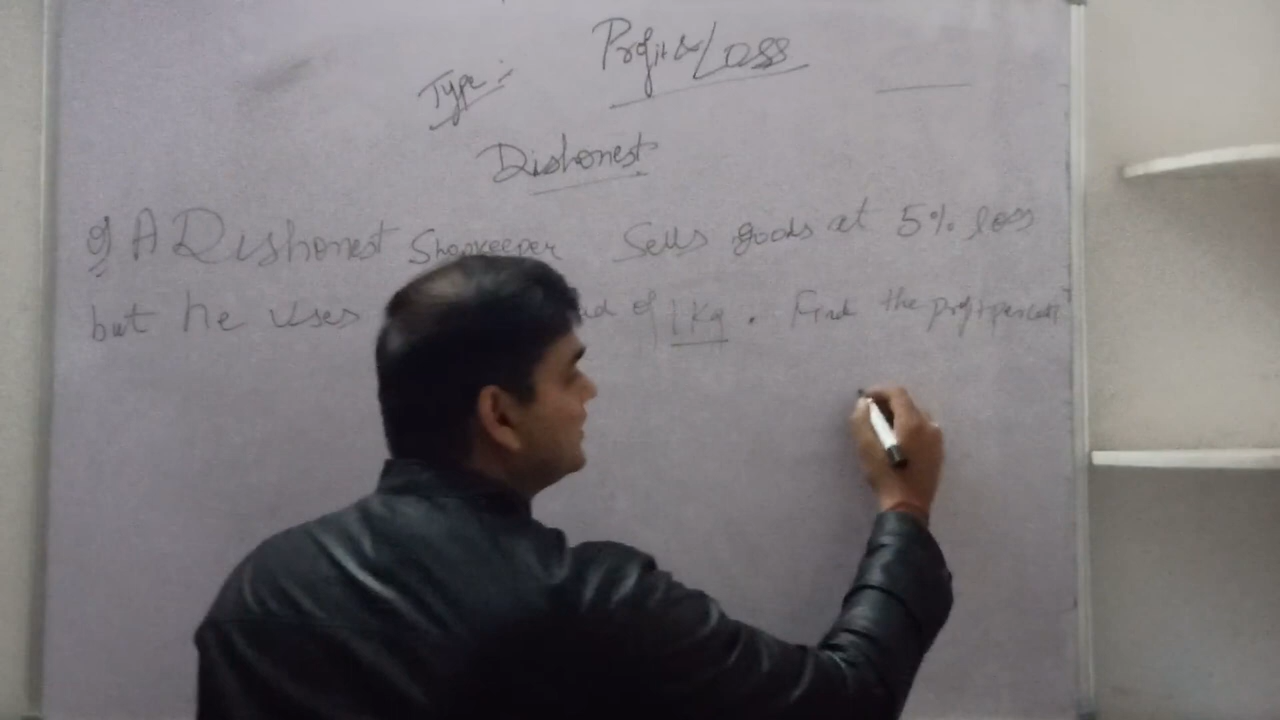 Profit & Loss
Type :-
Dishonest
Q A Dishonest Shopkeeper Sells goods at 5% loss
but he uses of 1 Kg . Find the profit percent